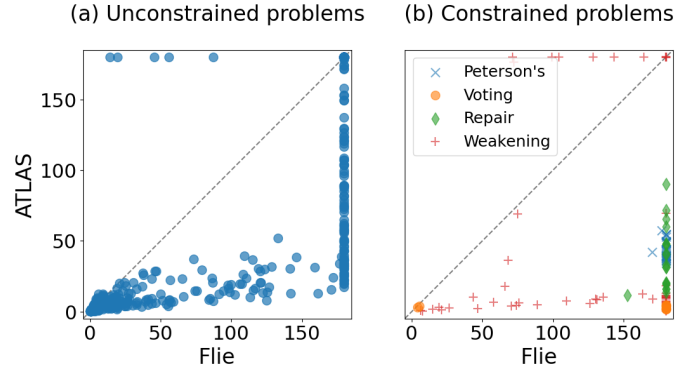 (a) Unconstrained problems
(b) Constrained problems
ATLAS
150
100
50
0
0
50
100
150
Flie
Peterson's
Voting
Repair
Weakening
0
50
100
150
Flie